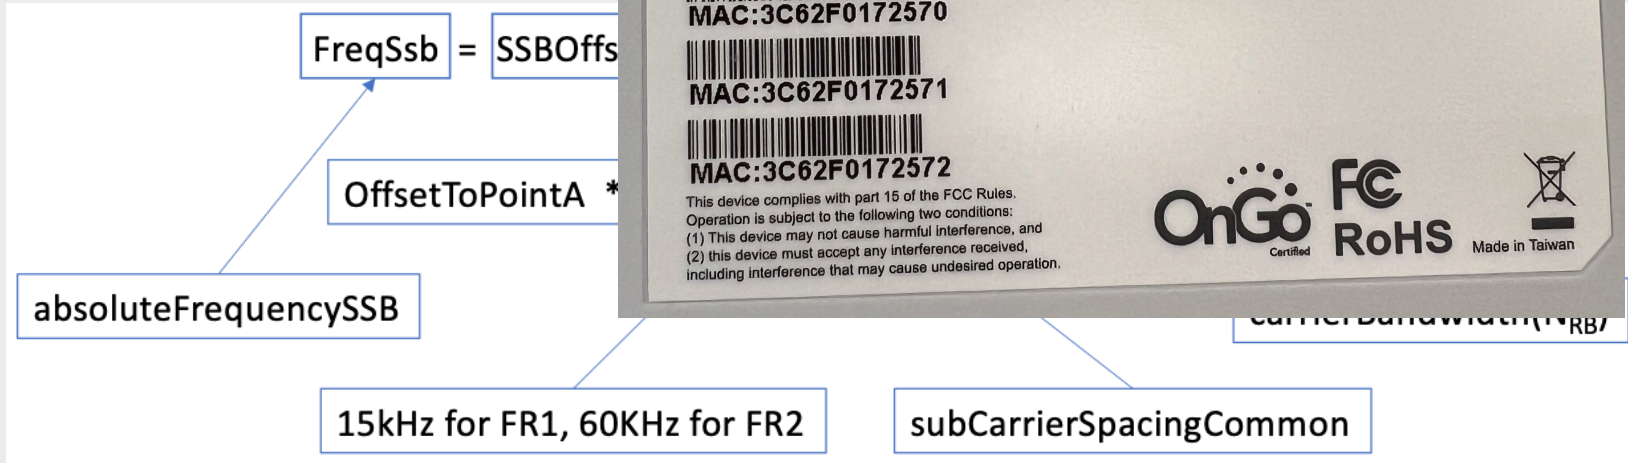 MAC:3C62F0172570
FreqSsb = SSBOffs
MAC:3C62F0172571
MAC:3C62F0172572
OffsetToPointA *
This device complies with part 15 of the FCC Rules.
Operation is subject to the following two conditions:
(1) This device may not cause harmful interference, and
(2) this device must accept any interference received,
including interference that may cause undesired operation.
OnGo™
Certified
FC
RoHS
Made in Taiwan
absoluteFrequencySSB
carrierBandwidth(N_RB)
15kHz for FR1, 60KHz for FR2
subCarrierSpacingCommon